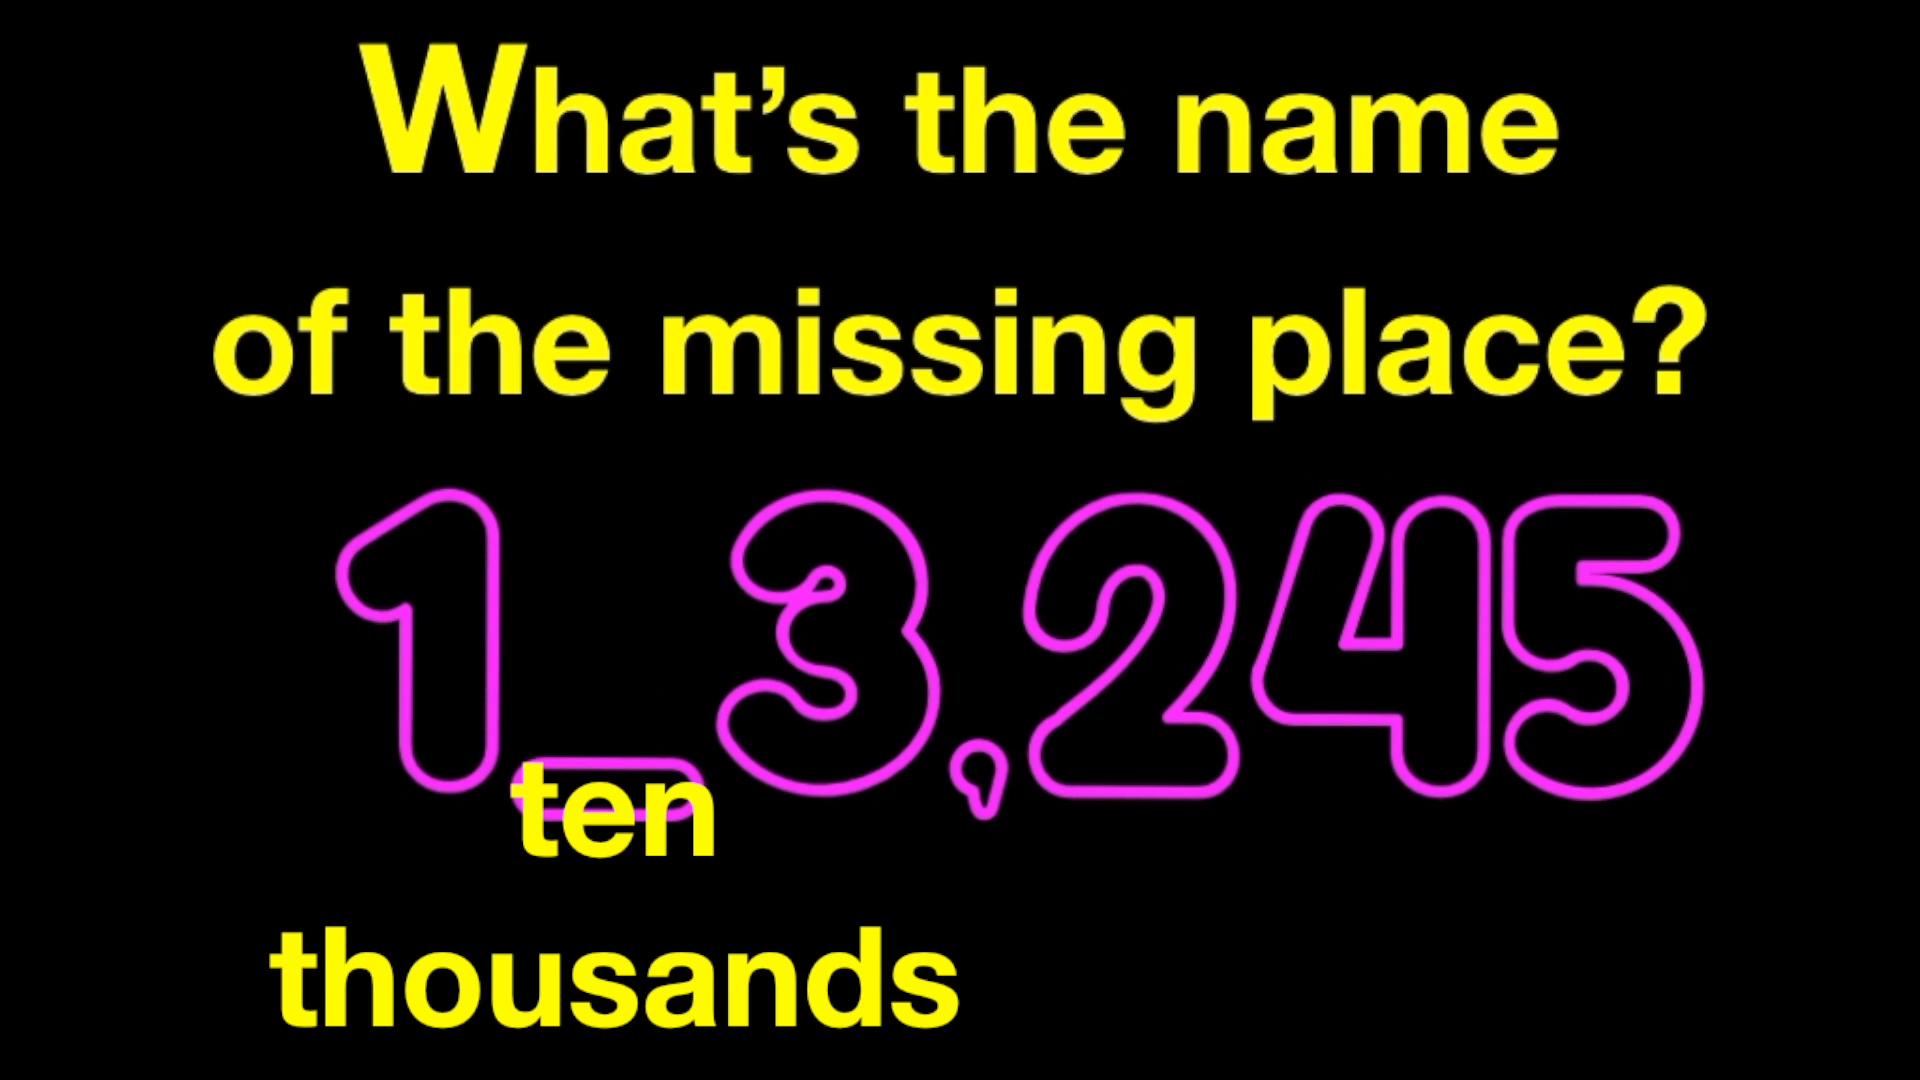 What’s the name
of the missing place?
1_3,245
ten
thousands